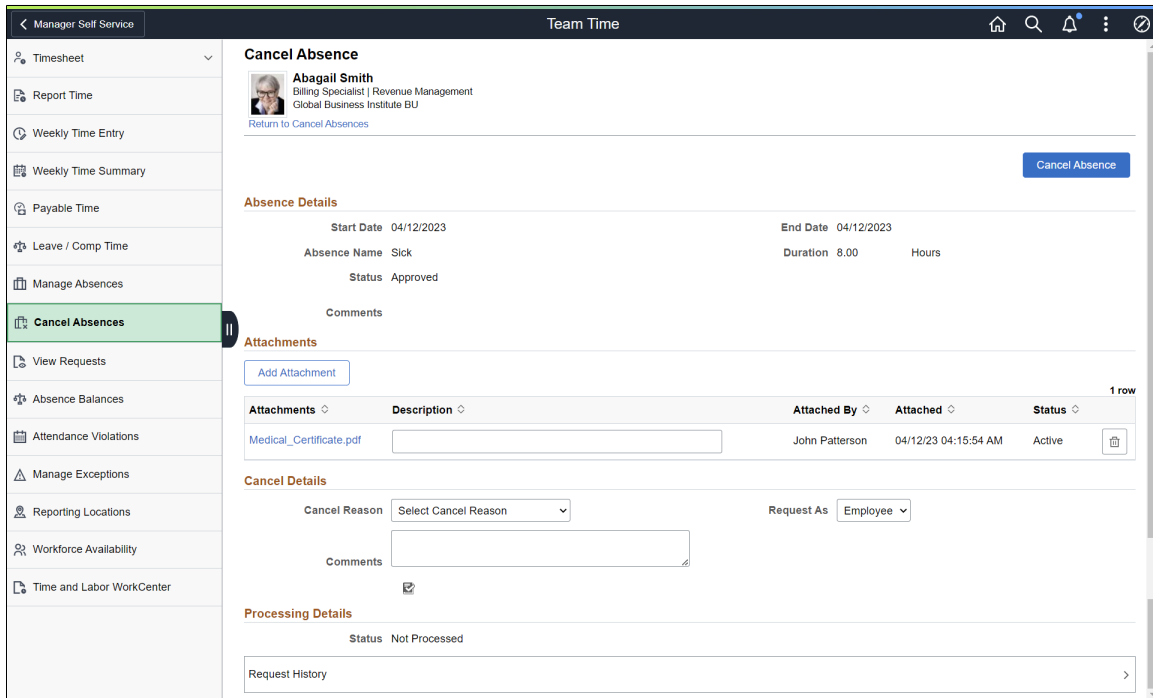 Manager Self Service
Team Time
Timesheet
Report Time
Weekly Time Entry
Weekly Time Summary
Payable Time
Leave / Comp Time
Manage Absences
Cancel Absences
View Requests
Absence Balances
Attendance Violations
Manage Exceptions
Reporting Locations
Workforce Availability
Time and Labor WorkCenter
Cancel Absence
Abagail Smith
Billing Specialist | Revenue Management
Global Business Institute BU
Return to Cancel Absences
Cancel Absence
Absence Details
Start Date 04/12/2023 End Date 04/12/2023
Absence Name Sick Duration 8.00 Hours
Status Approved
Comments
Attachments
Add Attachment
1 row
Attachments Description Attached By Attached Status
Medical_Certificate.pdf John Patterson 04/12/23 04:15:54 AM Active
Cancel Details
Cancel Reason Select Cancel Reason Request As Employee
Comments
Processing Details
Status Not Processed
Request History